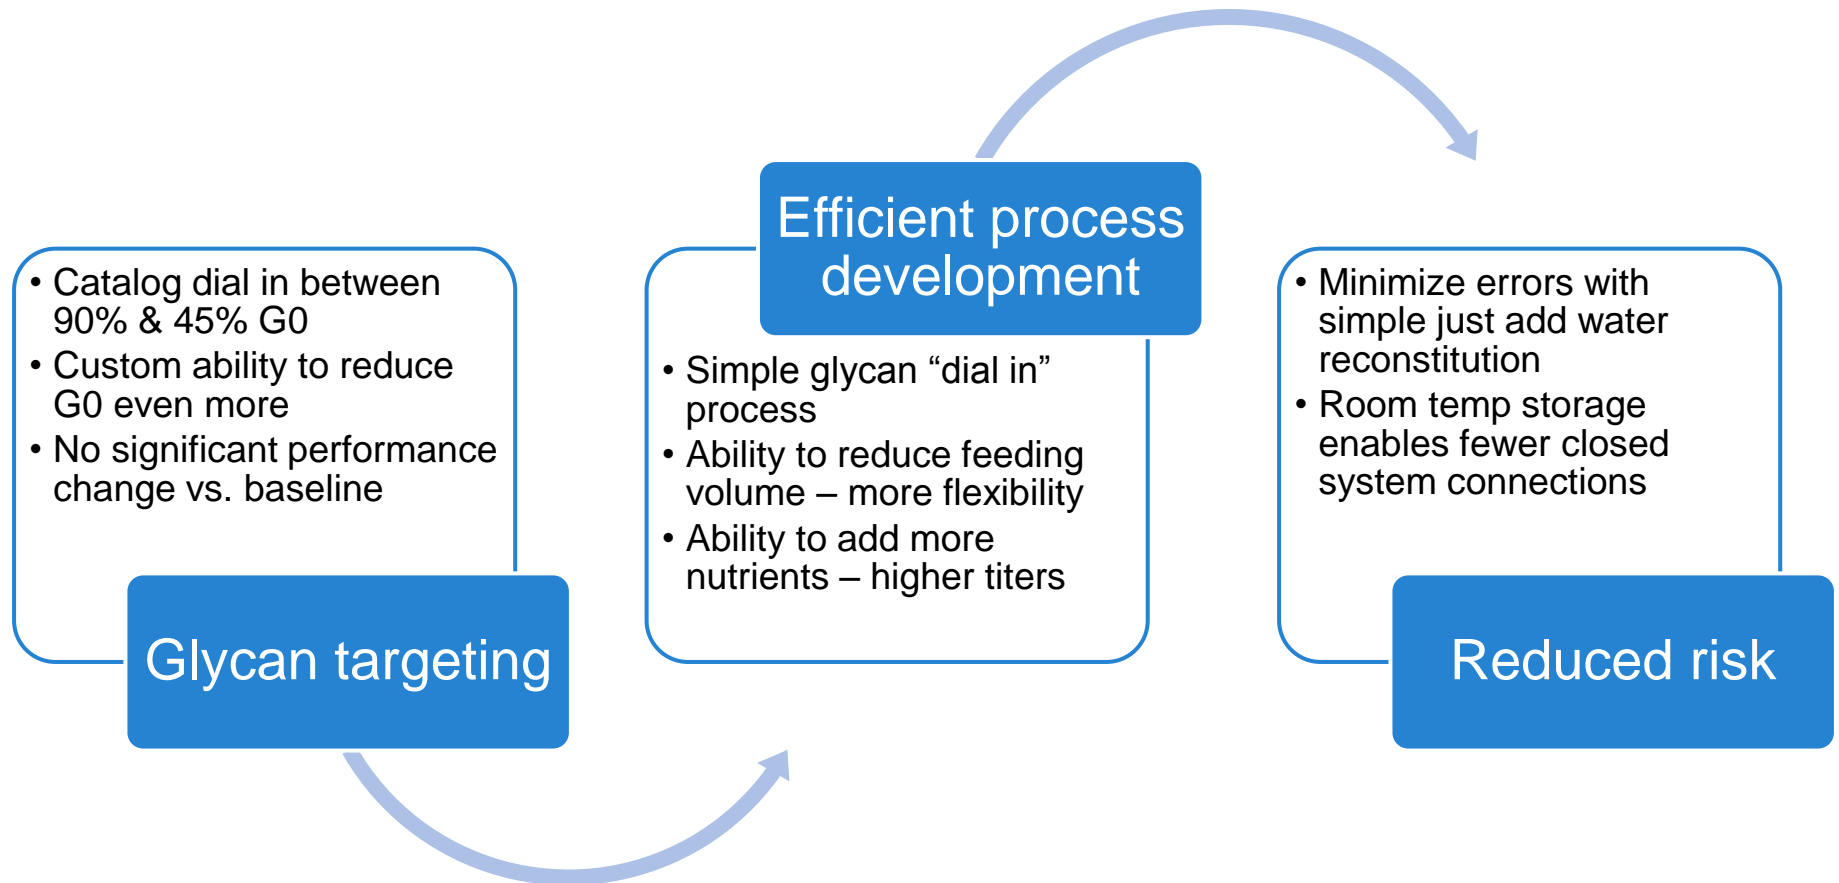 • Catalog dial in between
90% & 45% G0
• Custom ability to reduce
G0 even more
• No significant performance
change vs. baseline
Glycan targeting
Efficient process
development
• Simple glycan “dial in”
process
• Ability to reduce feeding
volume – more flexibility
• Ability to add more
nutrients – higher titers
• Minimize errors with
simple just add water
reconstitution
• Room temp storage
enables fewer closed
system connections
Reduced risk